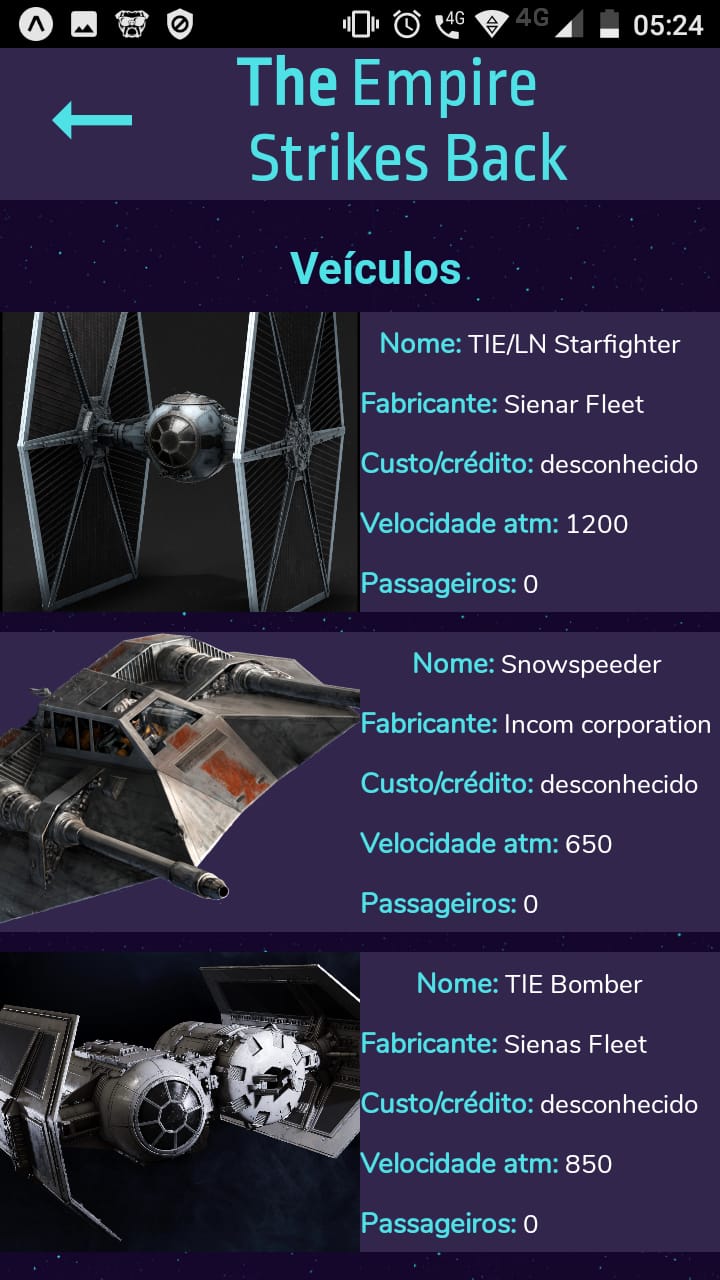 4G 4G 05:24
The Empire
Strikes Back
Veículos
Nome: TIE/LN Starfighter
Fabricante: Sienar Fleet
Custo/crédito: desconhecido
Velocidade atm: 1200
Passageiros: 0
Nome: Snowspeeder
Fabricante: Incom corporation
Custo/crédito: desconhecido
Velocidade atm: 650
Passageiros: 0
Nome: TIE Bomber
Fabricante: Sienas Fleet
Custo/crédito: desconhecido
Velocidade atm: 850
Passageiros: 0